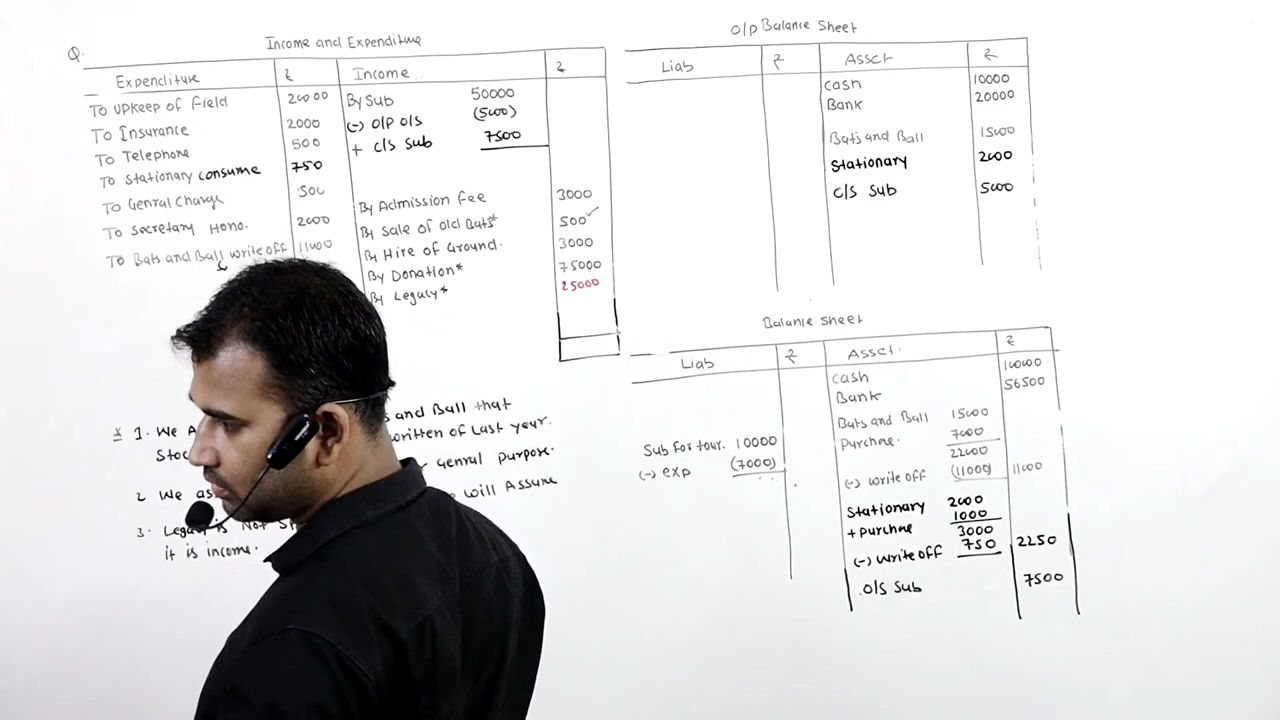 Q.
Income and Expenditure
Expenditure ₹ Income ₹
To Upkeep of Field 20000 By Sub 50000
To Insurance 2000 (-) O/P O/S (5000)
To Telephone 500 + C/S Sub 7500
To Stationary consume 750
To Genral Charge 500 By Admission Fee 3000
To Secretary Hono. 2000 By Sale of Old Bats* 500 ✓
To Bats and Ball write off 11000 By Hire of Ground. 3000
By Donation* 75000
By Legacy* 25000
* 1. We A and Ball that
Stoc written of Last year.
2 We as genral purpose.
will Assume
3. Legacy is Not
it is income.
O/P Balance Sheet
Liab ₹ Asset ₹
Cash 10000
Bank 20000
Bats and Ball 15000
Stationary 2000
C/S Sub 5000
Balance Sheet
Liab ₹ Asset. ₹
Cash 10000
Bank 56500
Bats and Ball 15000
Sub For tour. 10000 Purchase. 7000
22000
(-) exp (7000) (-) write off (11000) 11000
Stationary 2000
+ Purchae 1000
3000
(-) write off 750 2250
O/S Sub 7500